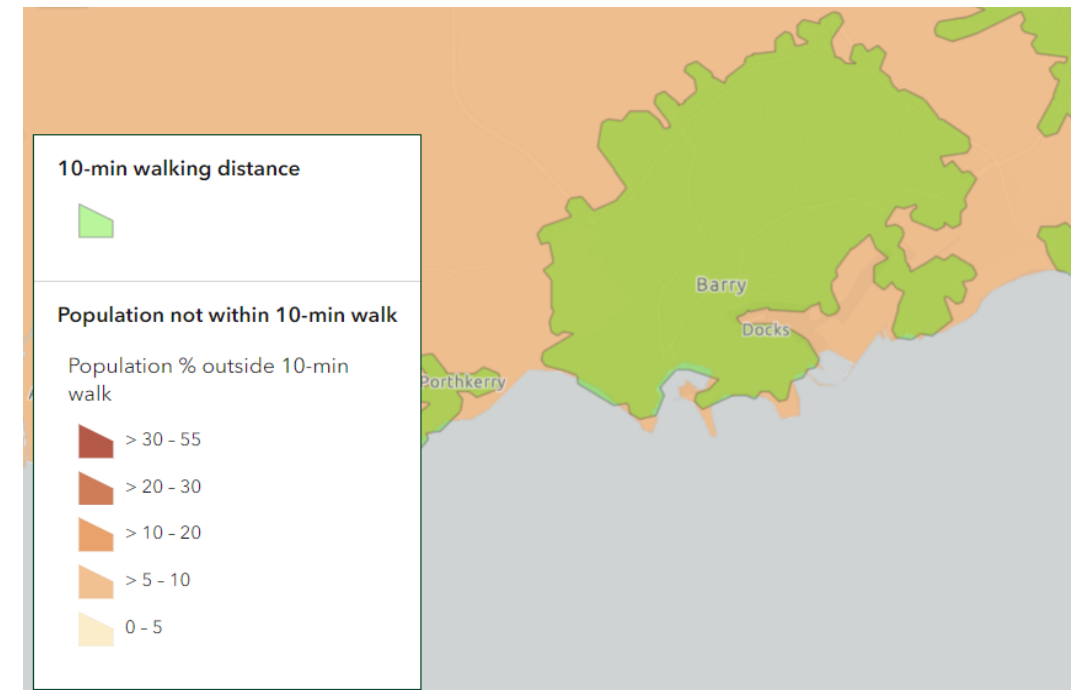 10-min walking distance
Population not within 10-min walk
Population % outside 10-min
walk
> 30 – 55
> 20 – 30
> 10 – 20
> 5 – 10
0 – 5
Barry
Docks
Porthkerry